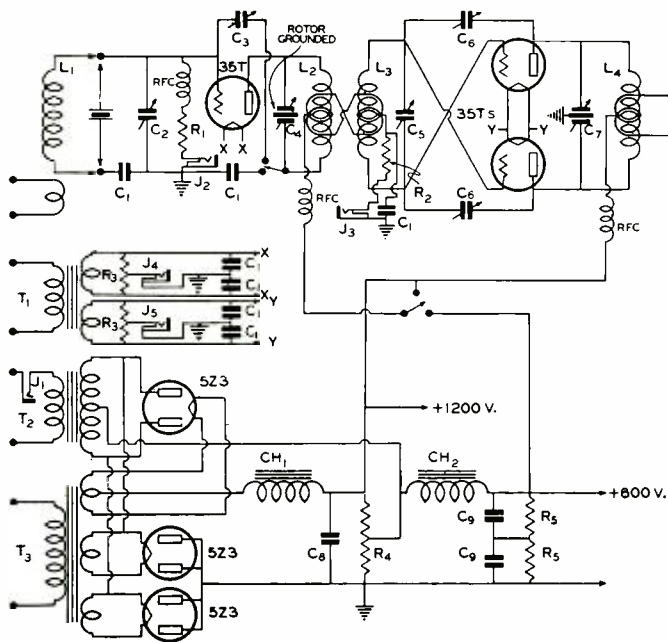 C3
ROTOR GROUNDED
C6
L1
35T
L2
L3
L4
RFC
C2
R1
X X
C4
C5
35Ts
Y Y
C7
C1
J2
C1
RFC
R2
C6
J3
C1
RFC
X
T1
R3
J4
C1
C1
X
Y
R3
J5
C1
C1
Y
J1
T2
5Z3
+1200 V.
CH1
CH2
+600 V.
T3
5Z3
C8
R4
C9
R5
C9
R5
5Z3